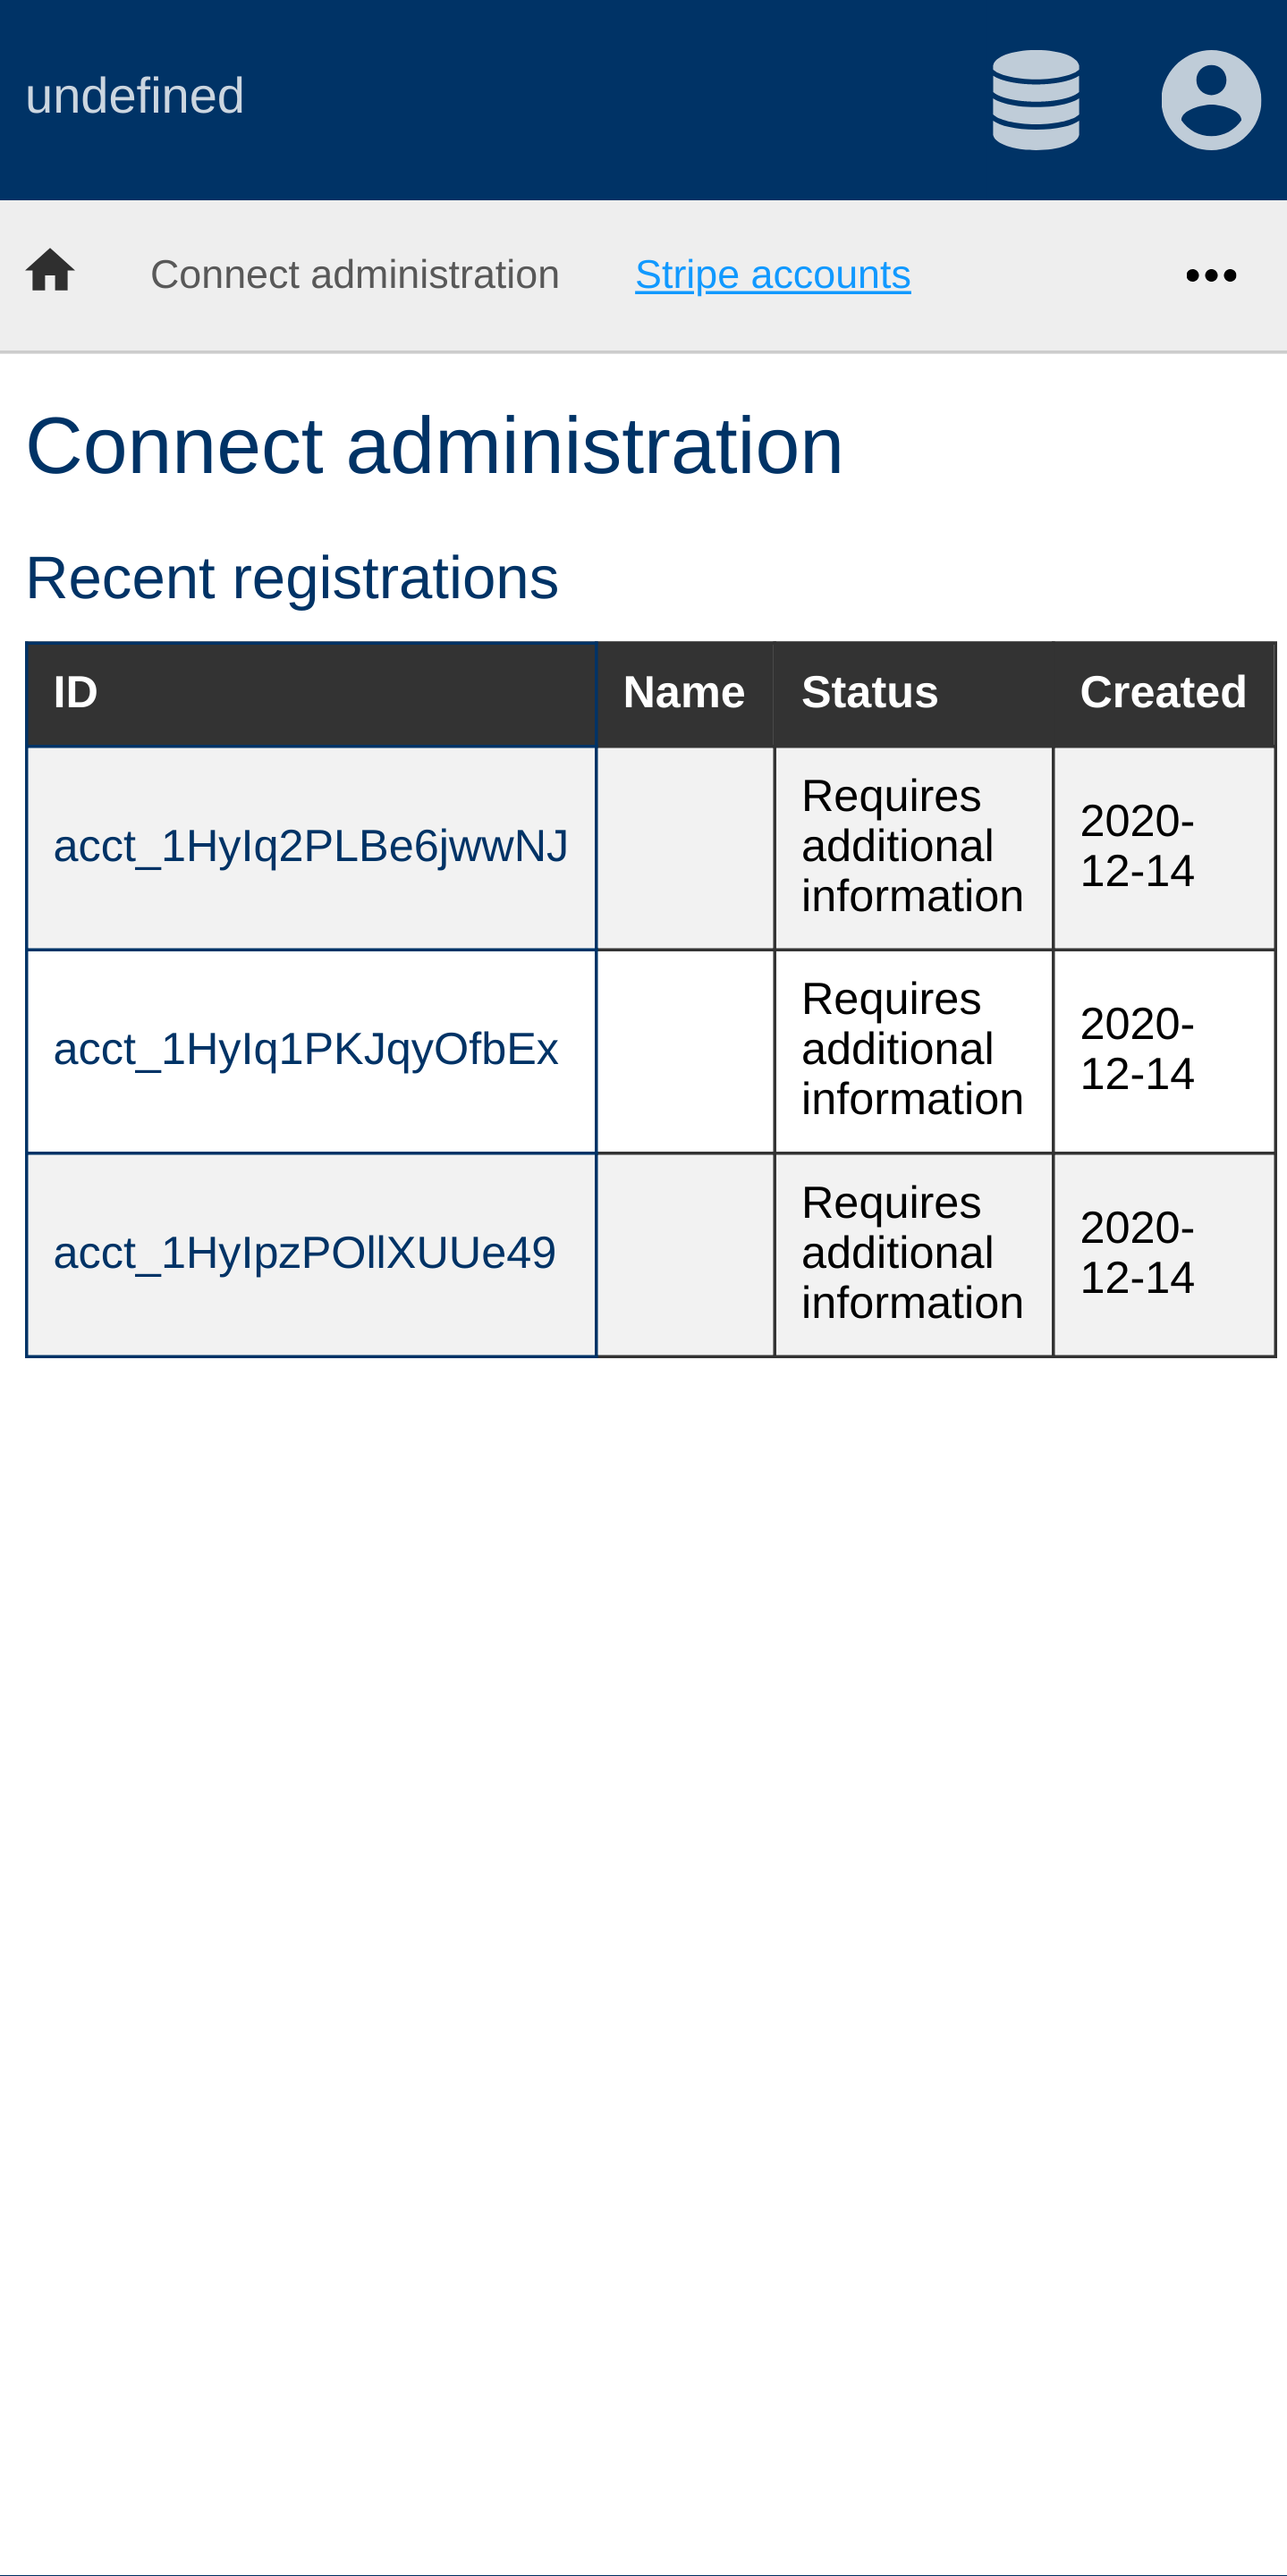 undefined
Connect administration Stripe accounts
Connect administration
Recent registrations
ID Name Status Created
acct_1HyIq2PLBe6jwwNJ Requires additional information 2020-12-14
acct_1HyIq1PKJqyOfbEx Requires additional information 2020-12-14
acct_1HyIpzPOllXUUe49 Requires additional information 2020-12-14